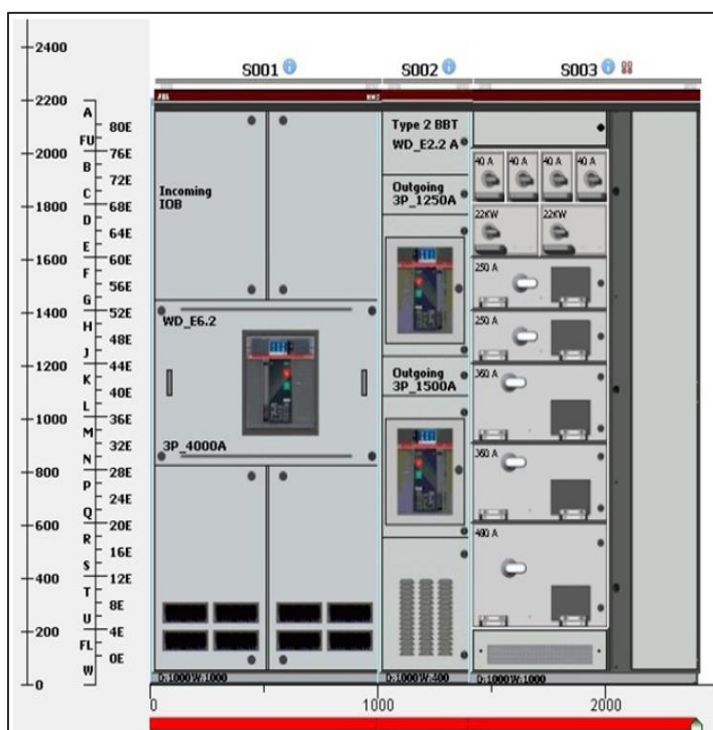 2400
2200
2000
1800
1600
1400
1200
1000
800
600
400
200
0
A
FU
B
C
D
E
F
G
H
J
K
L
M
N
P
Q
R
S
T
U
FL
W
80E
76E
72E
68E
64E
60E
56E
52E
48E
44E
40E
36E
32E
28E
24E
20E
16E
12E
8E
4E
0E
S001
ABB
Incoming
IOB
WD_E6.2
3P_4000A
D:1000 W:1000
S002
Type 2 BBT
WD_E2.2 A
Outgoing
3P_1250A
Outgoing
3P_1500A
D:1000 W:400
S003
40 A 40 A 40 A 40 A
22KW 22KW
250 A
250 A
360 A
360 A
400 A
D:1000 W:1000
0 1000 2000